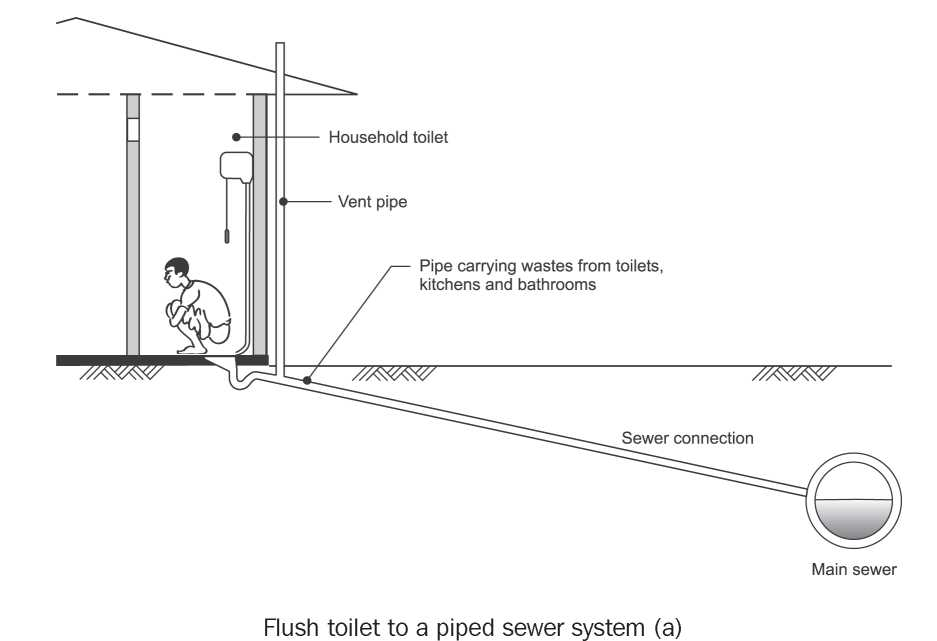 Household toilet
Vent pipe
Pipe carrying wastes from toilets,
kitchens and bathrooms
Sewer connection
Main sewer
Flush toilet to a piped sewer system (a)